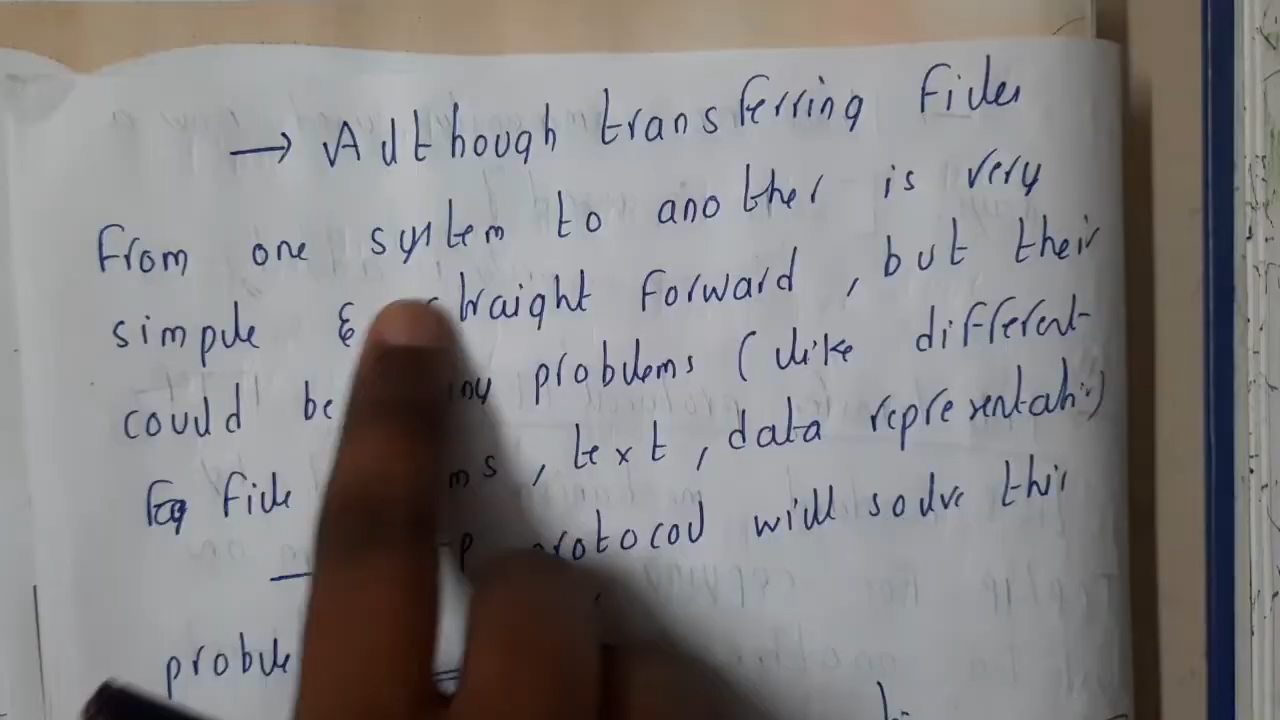 → Although transferring Files
From one system to another is very
simple & straight Forward, but their
could be problems (like different
File , text, data representation)
→ protocol will solve this